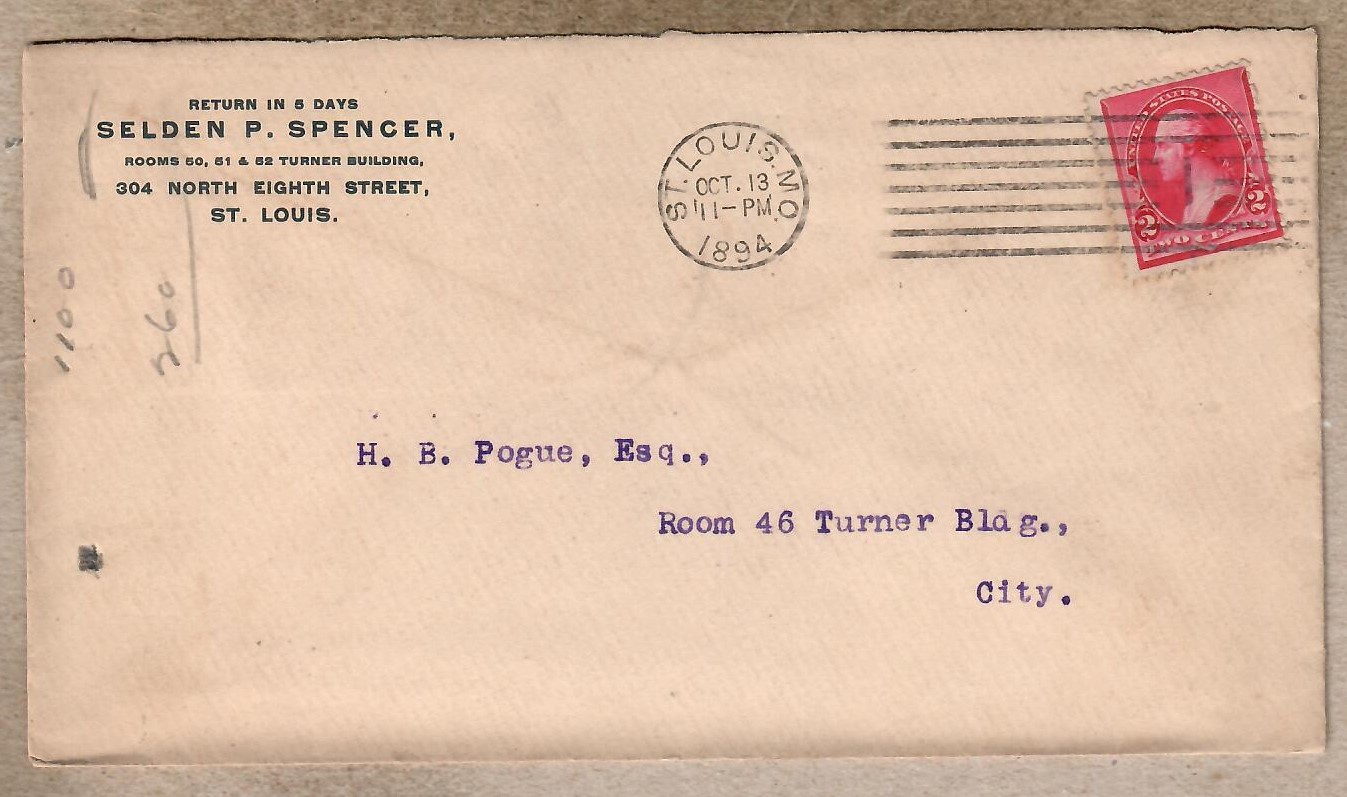 RETURN IN 5 DAYS
SELDEN P. SPENCER,
ROOMS 50, 51 & 52 TURNER BUILDING,
304 NORTH EIGHTH STREET,
ST. LOUIS.
ST. LOUIS. MO
OCT. 13
11-PM
1894
UNITED STATES POSTAGE
2 2
TWO CENTS
1100
260
H. B. Pogue, Esq.,
Room 46 Turner Bldg.,
City.